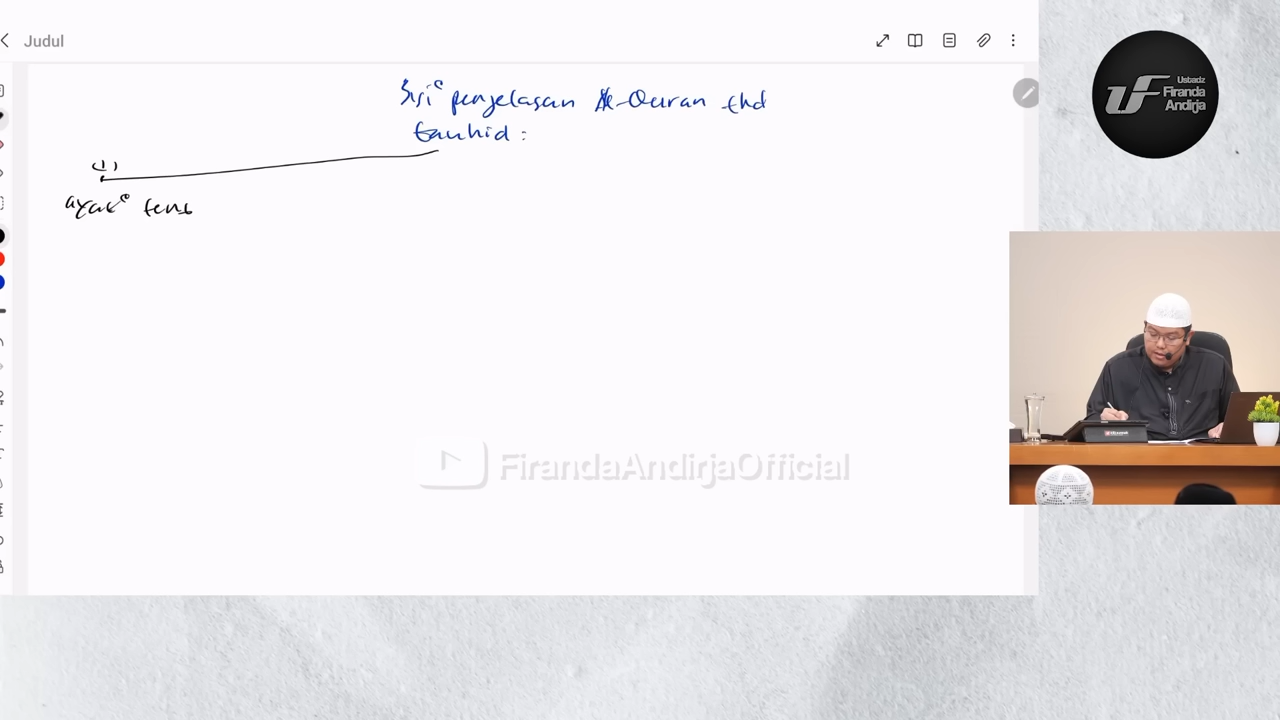 Judul
Sisi² penjelasan Al-Quran thd
tauhid :
(1)
ayat² tent
Ustadz
Firanda
Andirja
FirandaAndirjaOfficial